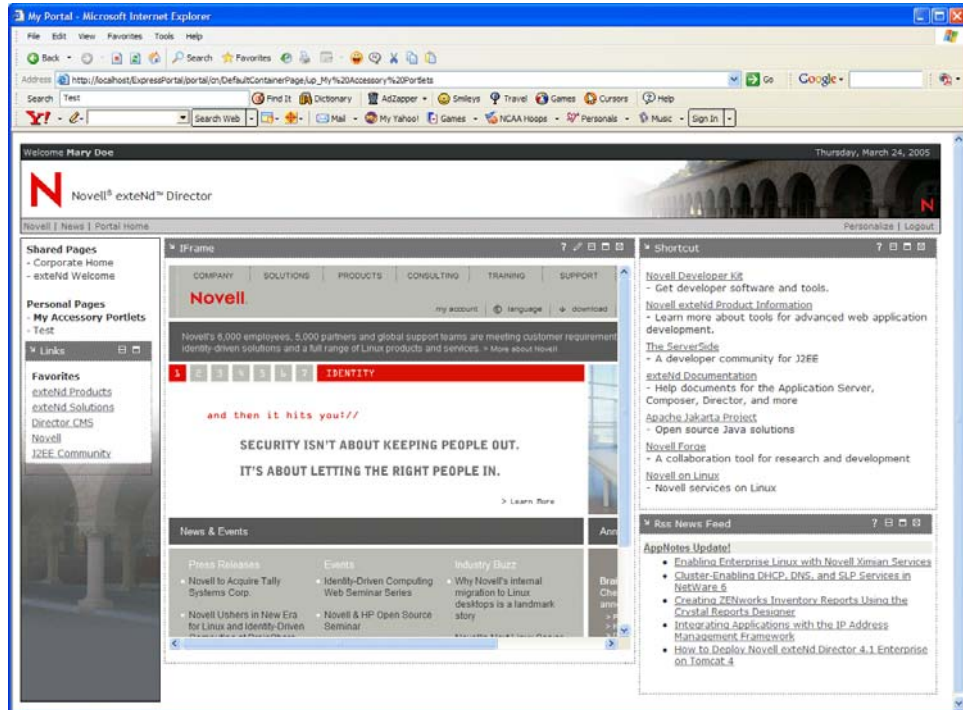 My Portal - Microsoft Internet Explorer
File Edit View Favorites Tools Help
Back Search Favorites
Address http://localhost/ExpressPortal/portal/cn/DefaultContainerPage/up_My%20Accessory%20Portlets Go Google
Search Test Find It Dictionary AdZapper Smileys Travel Games Cursors Help
Y! Search Web Mail My Yahoo! Games NCAA Hoops Personals Music Sign In
Welcome Mary Doe Thursday, March 24, 2005
N Novell® exteNd™ Director
N
Novell | News | Portal Home Personalize | Logout
Shared Pages
- Corporate Home
- exteNd Welcome
Personal Pages
- My Accessory Portlets
- Test
Links
Favorites
exteNd Products
exteNd Solutions
Director CMS
Novell
J2EE Community
IFrame ?
COMPANY SOLUTIONS PRODUCTS CONSULTING TRAINING SUPPORT
Novell.
my account language download
Novell's 6,000 employees, 5,000 partners and global support teams are meeting customer requirement
identity-driven solutions and a full range of Linux products and services. > More about Novell
1 2 3 4 5 6 7 IDENTITY
and then it hits you://
SECURITY ISN'T ABOUT KEEPING PEOPLE OUT.
IT'S ABOUT LETTING THE RIGHT PEOPLE IN.
> Learn More
News & Events Ann
Press Releases
Novell to Acquire Tally
Systems Corp.
Novell Ushers in New Era
for Linux and Identity-Driven
Events
Identity-Driven Computing
Web Seminar Series
Novell & HP Open Source
Seminar
Industry Buzz
Why Novell's internal
migration to Linux
desktops is a landmark
story
Shortcut ?
Novell Developer Kit
- Get developer software and tools.
Novell exteNd Product Information
- Learn more about tools for advanced web application
development.
The ServerSide
- A developer community for J2EE
exteNd Documentation
- Help documents for the Application Server,
Composer, Director, and more
Apache Jakarta Project
- Open source Java solutions
Novell Forge
- A collaboration tool for research and development
Novell on Linux
- Novell services on Linux
Rss News Feed ?
AppNotes Update!
Enabling Enterprise Linux with Novell Ximian Services
Cluster-Enabling DHCP, DNS, and SLP Services in
NetWare 6
Creating ZENworks Inventory Reports Using the
Crystal Reports Designer
Integrating Applications with the IP Address
Management Framework
How to Deploy Novell exteNd Director 4.1 Enterprise
on Tomcat 4